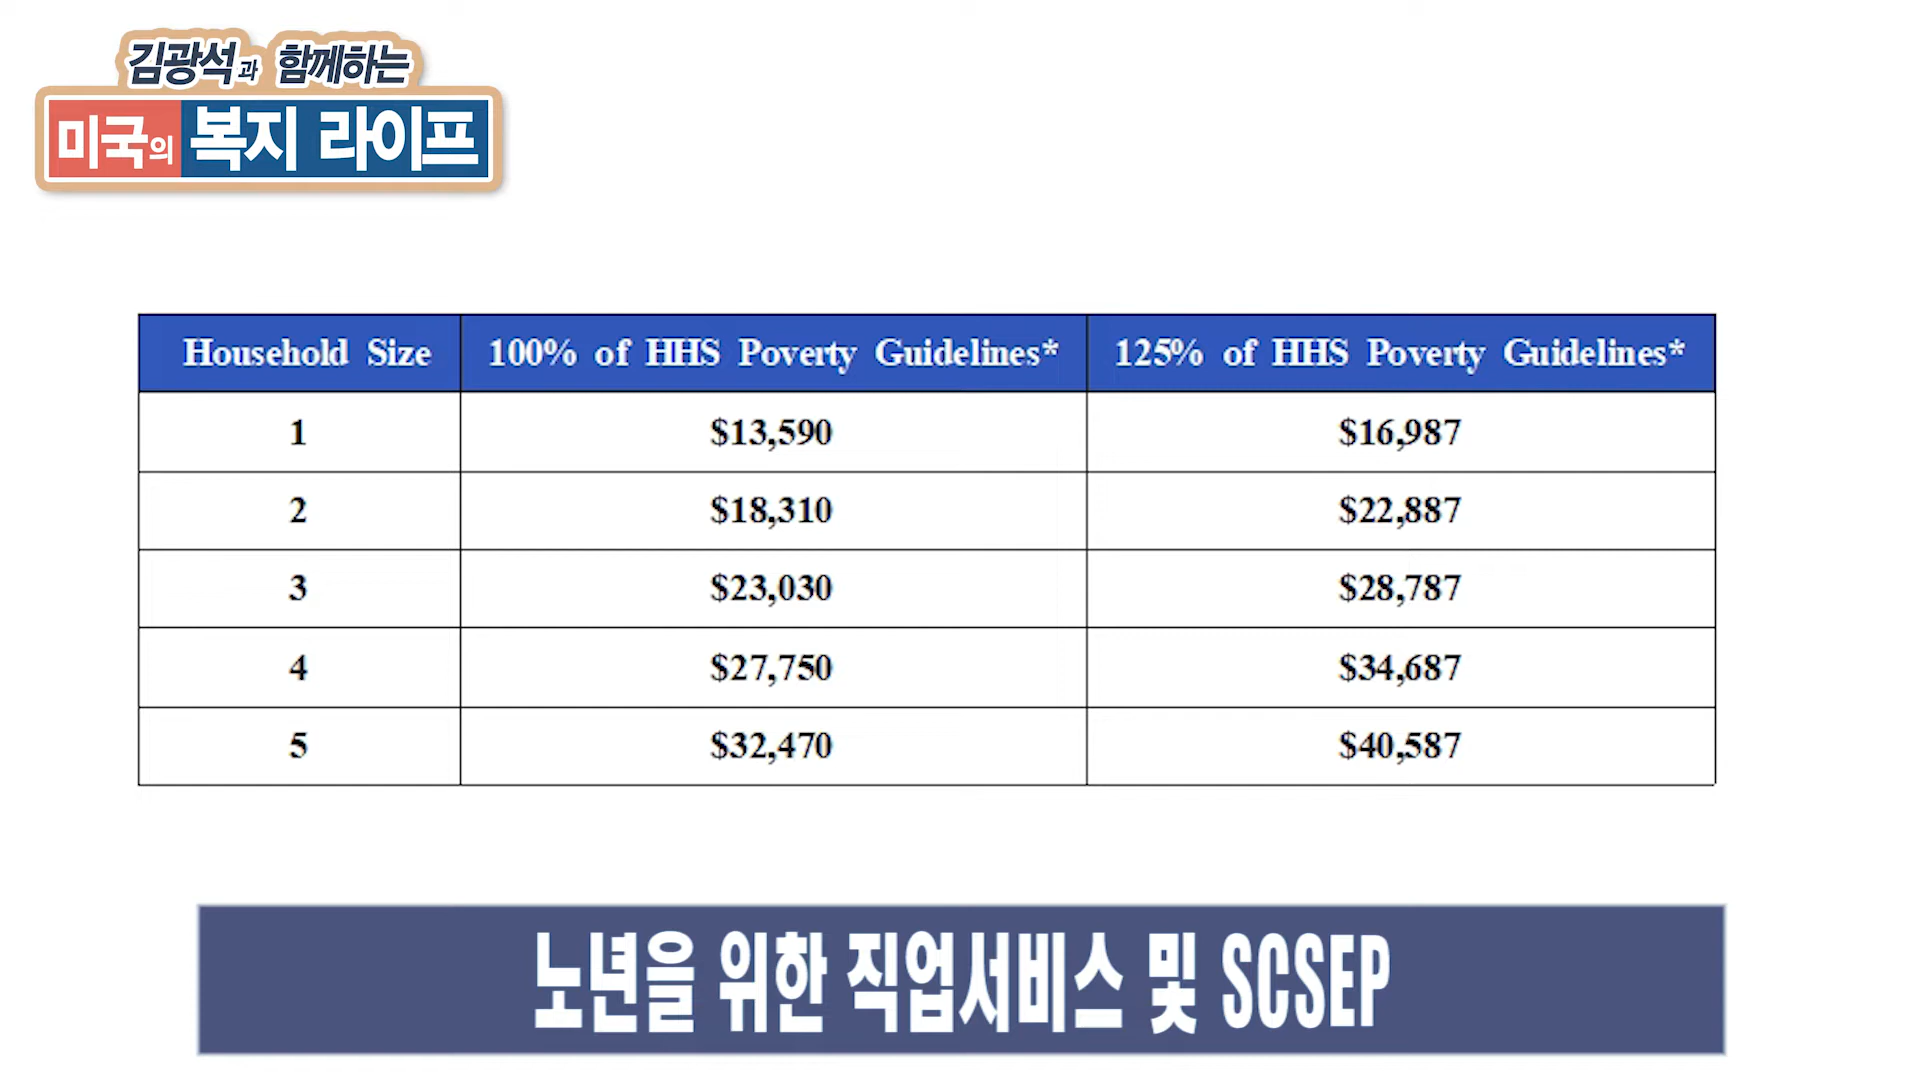 김광석과 함께하는
미국의 복지 라이프
Household Size 100% of HHS Poverty Guidelines* 125% of HHS Poverty Guidelines*
1 $13,590 $16,987
2 $18,310 $22,887
3 $23,030 $28,787
4 $27,750 $34,687
5 $32,470 $40,587
노년을 위한 직업서비스 및 SCSEP